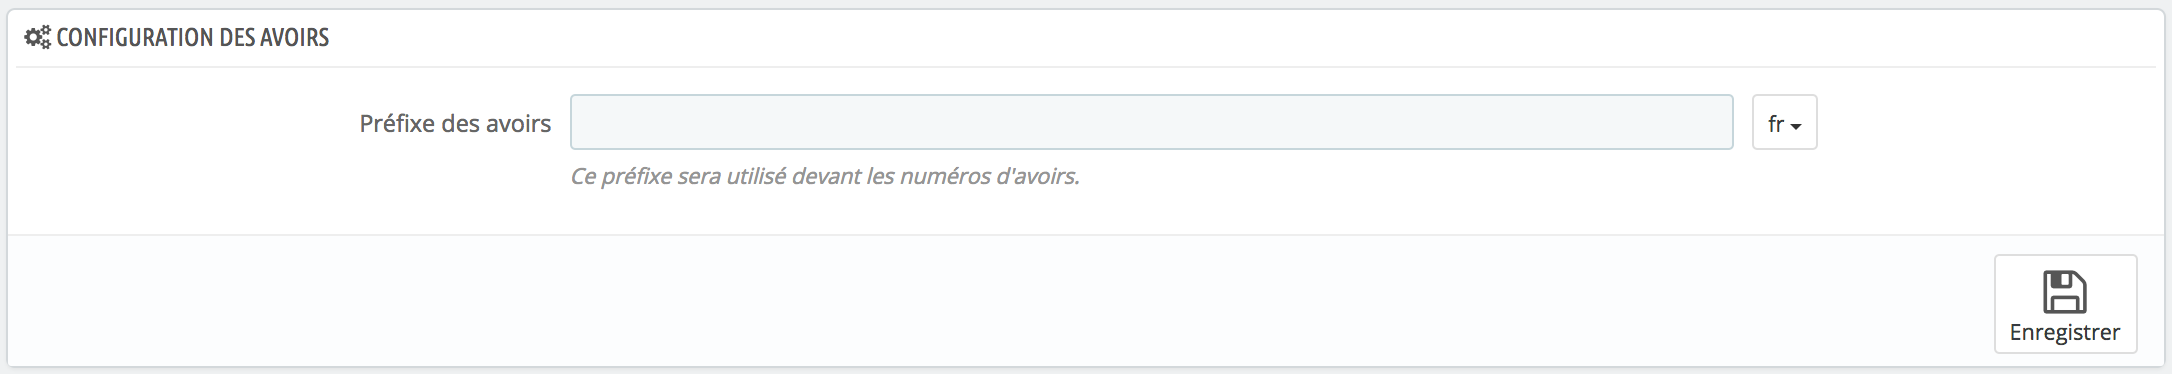 CONFIGURATION DES AVOIRS
Préfixe des avoirs
fr
Ce préfixe sera utilisé devant les numéros d'avoirs.
Enregistrer